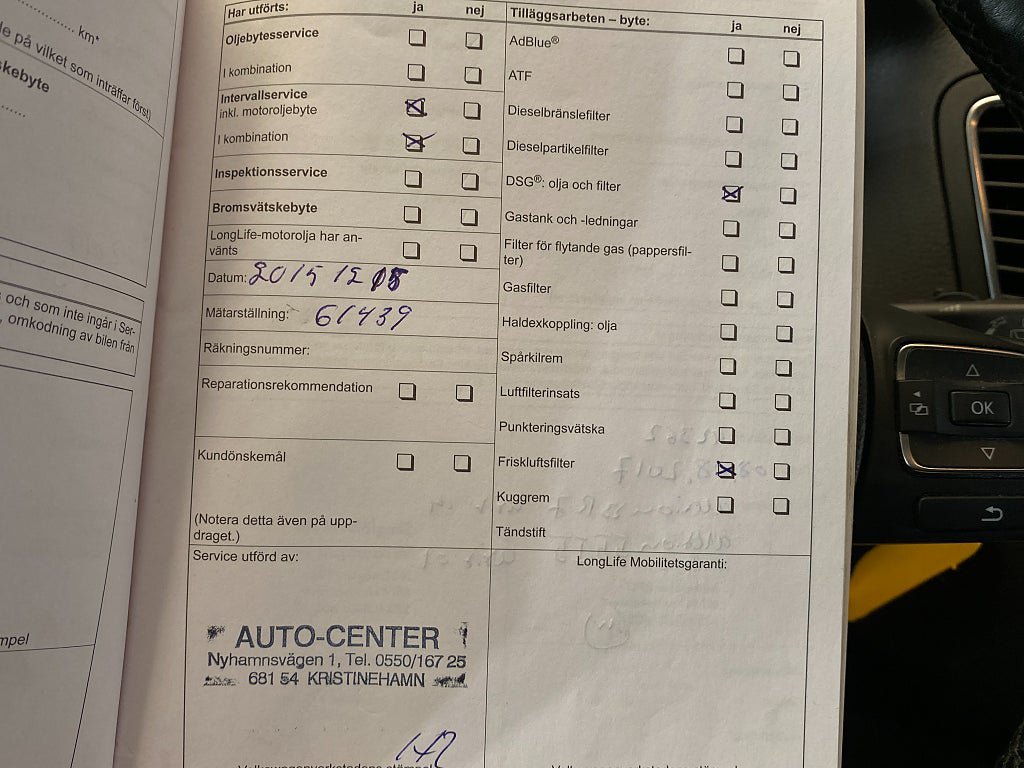 km*
de på vilket som inträffar först)
skebyte
s och som inte ingår i Ser-
, omkodning av bilen från
mpel
Har utförts: ja nej
Oljebytesservice
I kombination
Intervallservice
inkl. motoroljebyte
I kombination
Inspektionsservice
Bromsvätskebyte
LongLife-motorolja har an-
vänts
Datum: 2015 12
Mätarställning: 61439
Räkningsnummer:
Reparationsrekommendation
Kundönskemål
(Notera detta även på upp-
draget.)
Service utförd av:
AUTO-CENTER
Nyhamnsvägen 1, Tel. 0550/167 25
681 54 KRISTINEHAMN
Tilläggsarbeten – byte: ja nej
AdBlue®
ATF
Dieselbränslefilter
Dieselpartikelfilter
DSG®: olja och filter
Gastank och -ledningar
Filter för flytande gas (pappersfil-
ter)
Gasfilter
Haldexkoppling: olja
Spårkilrem
Luftfilterinsats
Punkteringsvätska
Friskluftsfilter
Kuggrem
Tändstift
LongLife Mobilitetsgaranti:
OK